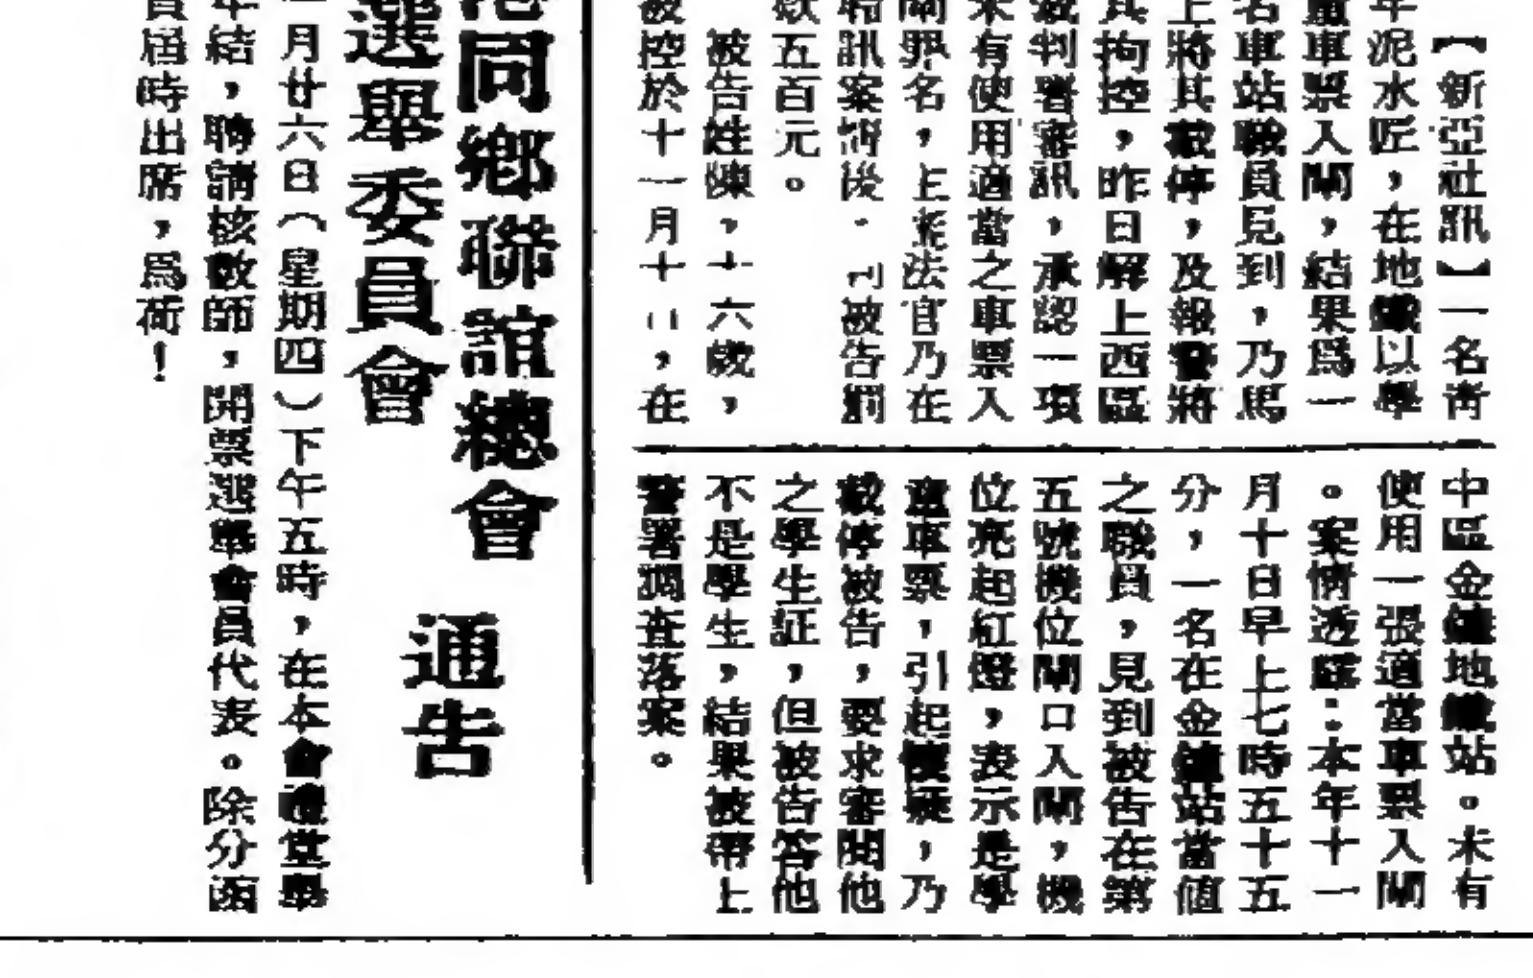 【新亞社訊】一名靑
年泥水匠，在地鐵以學
童車票入閘，結果爲一
名車站職員見到，乃馬
上將其截停，及報警將
其拘控，昨日解上西區
裁判署審訊，承認一項
未有使用適當之車票入
閘罪名，上來法官乃在
聆訊案情後，判被告罰
欵五百元。
被告姓陳，十六歲，
被控於十一月十日，在
中區金鐘地鐵站。未有
使用一張適當車票入閘
。案情透露：本年十一
月十日早上七時五十五
分，一名在金鐘站當値
之職員，見到被告在第
五號機位閘口入閘，機
位亮起紅燈，表示是學
童車票，引起懷疑，乃
截停被告，要求審閱他
之學生証，但被告答他
不是學生，結果被帶上
警署調查落案。
港同鄉聯誼總會
選舉委員會
通告
月廿六日（星期四）下午五時，在本會禮堂舉
年結，聘請核數師，開票選舉會員代表。除分函
員屆時出席，爲荷！